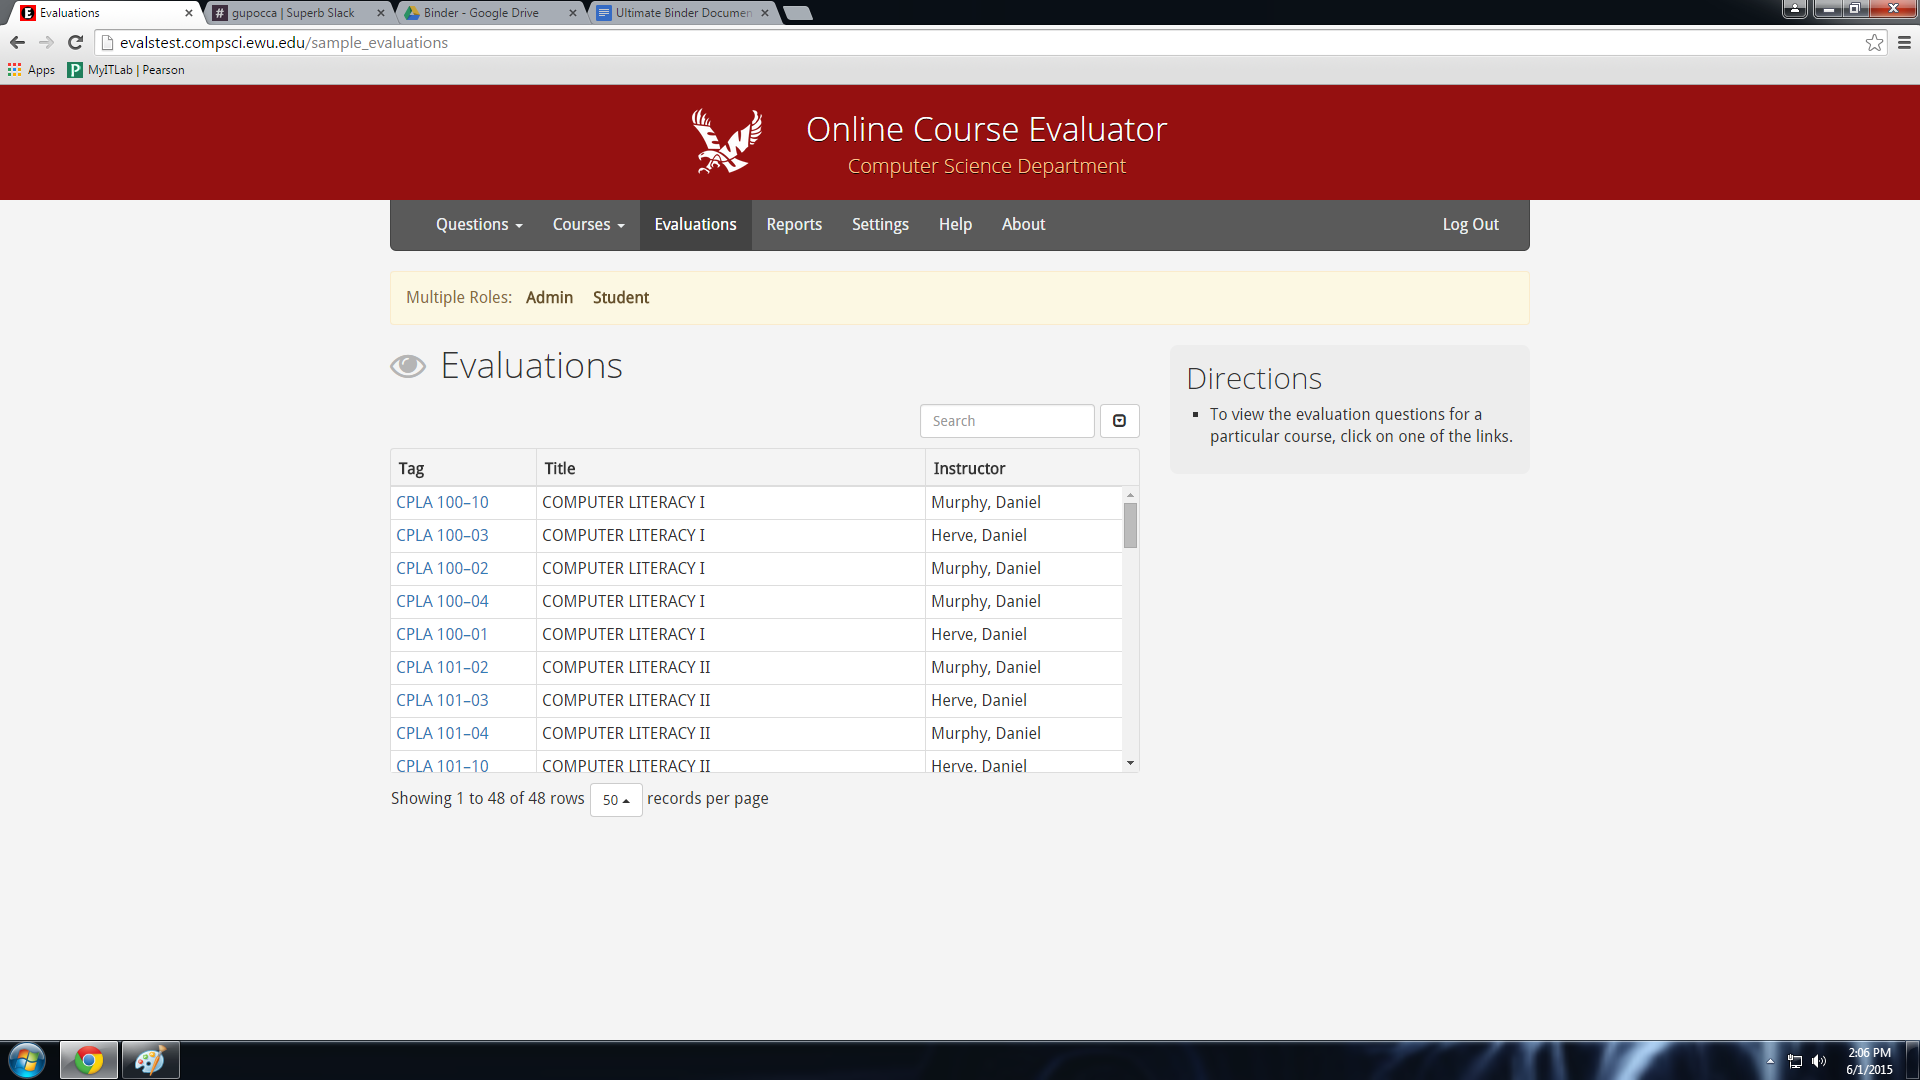 Evaluations
gupocca | Superb Slack
Binder - Google Drive
Ultimate Binder Documen
evalstest.compsci.ewu.edu/sample_evaluations
Apps
MyITLab | Pearson
Online Course Evaluator
Computer Science Department
Questions
Courses
Evaluations
Reports
Settings
Help
About
Log Out
Multiple Roles: Admin Student
Evaluations
Directions
To view the evaluation questions for a
particular course, click on one of the links.
Search
Tag Title Instructor
CPLA 100–10 COMPUTER LITERACY I Murphy, Daniel
CPLA 100–03 COMPUTER LITERACY I Herve, Daniel
CPLA 100–02 COMPUTER LITERACY I Murphy, Daniel
CPLA 100–04 COMPUTER LITERACY I Murphy, Daniel
CPLA 100–01 COMPUTER LITERACY I Herve, Daniel
CPLA 101–02 COMPUTER LITERACY II Murphy, Daniel
CPLA 101–03 COMPUTER LITERACY II Herve, Daniel
CPLA 101–04 COMPUTER LITERACY II Murphy, Daniel
CPLA 101–10 COMPUTER LITERACY II Herve, Daniel
Showing 1 to 48 of 48 rows 50 records per page
2:06 PM
6/1/2015